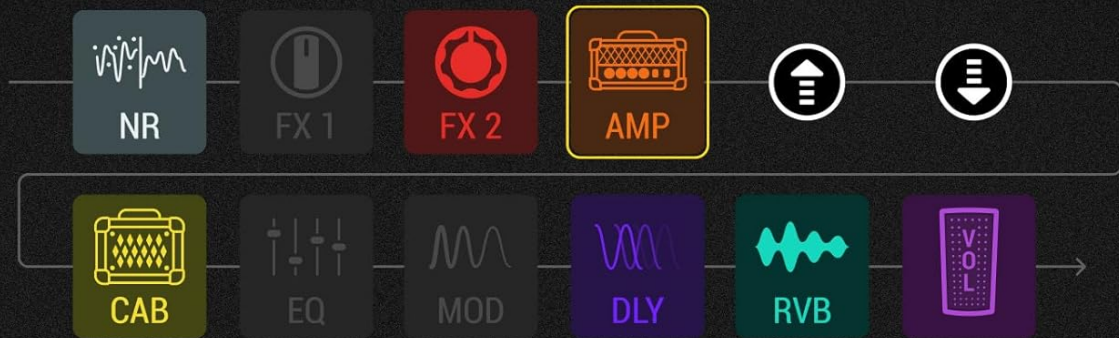 NR
FX 1
FX 2
AMP
CAB
EQ
MOD
DLY
RVB
VOL